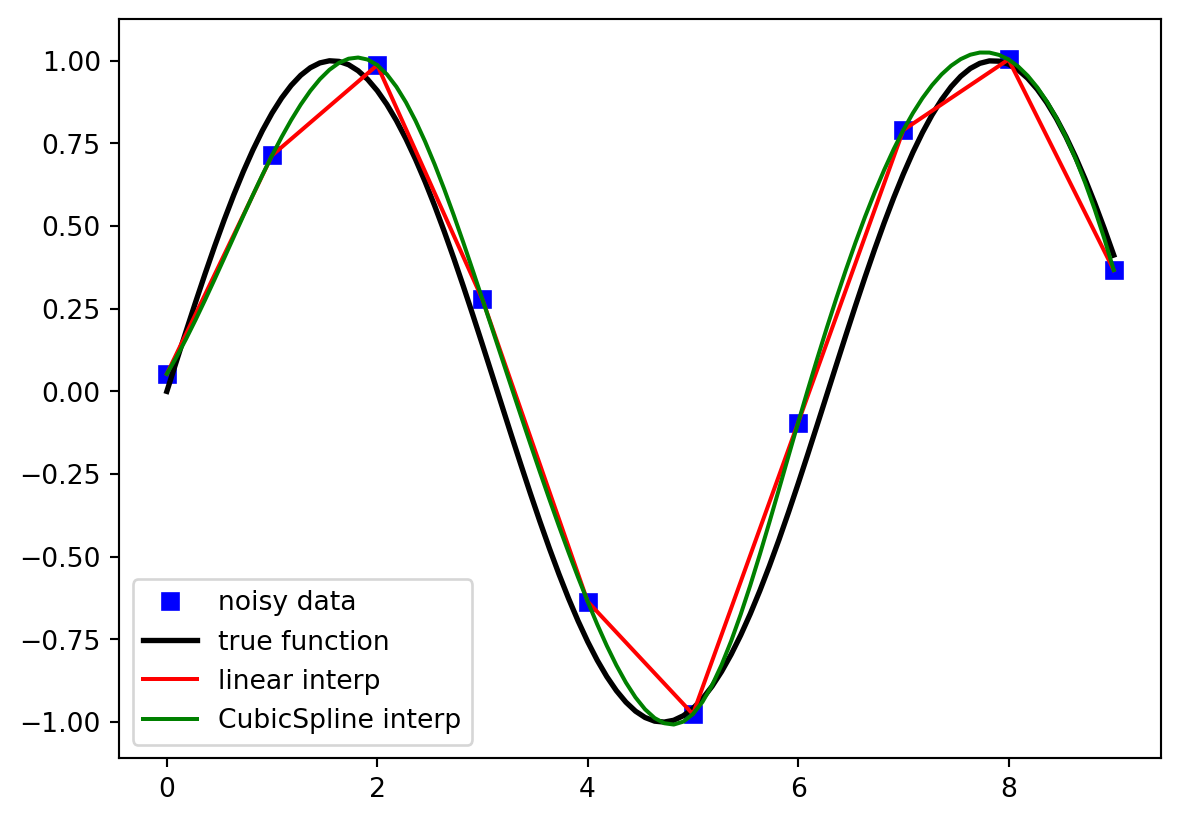 1.00
0.75
0.50
0.25
0.00
−0.25
−0.50
−0.75
−1.00
noisy data
true function
linear interp
CubicSpline interp
0 2 4 6 8